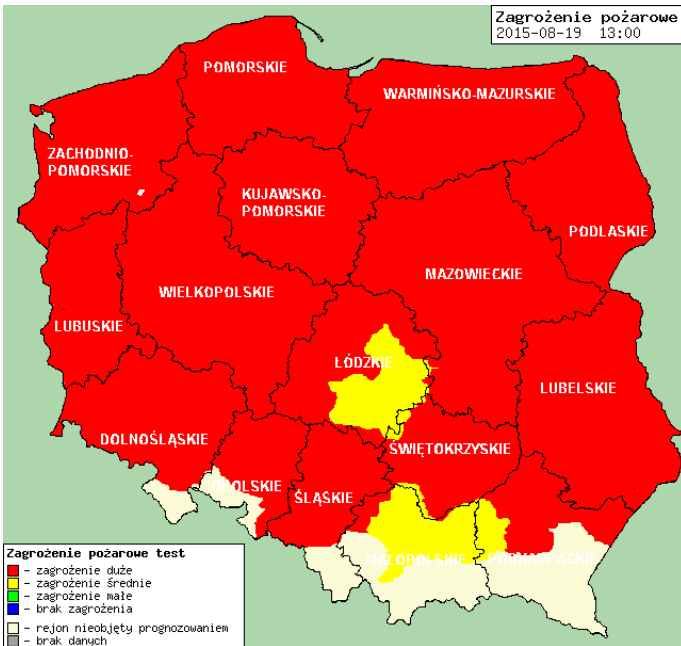 Zagrożenie pożarowe
2015-08-19 13:00
POMORSKIE
WARMIŃSKO-MAZURSKIE
ZACHODNIO-
POMORSKIE
KUJAWSKO-
POMORSKIE
PODLASKIE
MAZOWIECKIE
WIELKOPOLSKIE
LUBUSKIE
ŁÓDZKIE
LUBELSKIE
DOLNOŚLĄSKIE
ŚWIĘTOKRZYSKIE
OPOLSKIE
ŚLĄSKIE
MAŁOPOLSKIE
PODKARPACKIE
Zagrożenie pożarowe test
- zagrożenie duże
- zagrożenie średnie
- zagrożenie małe
- brak zagrożenia
- rejon nieobjęty prognozowaniem
- brak danych